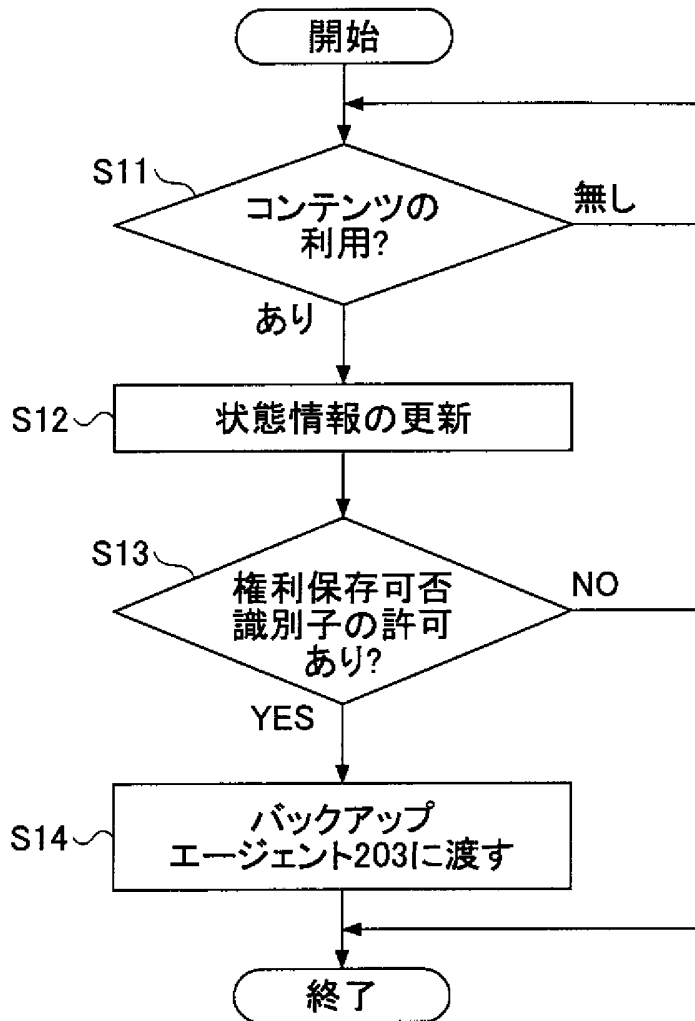 開始
S11
コンテンツの
利用?
無し
あり
S12
状態情報の更新
S13
権利保存可否
識別子の許可
あり?
NO
YES
S14
バックアップ
エージェント203に渡す
終了